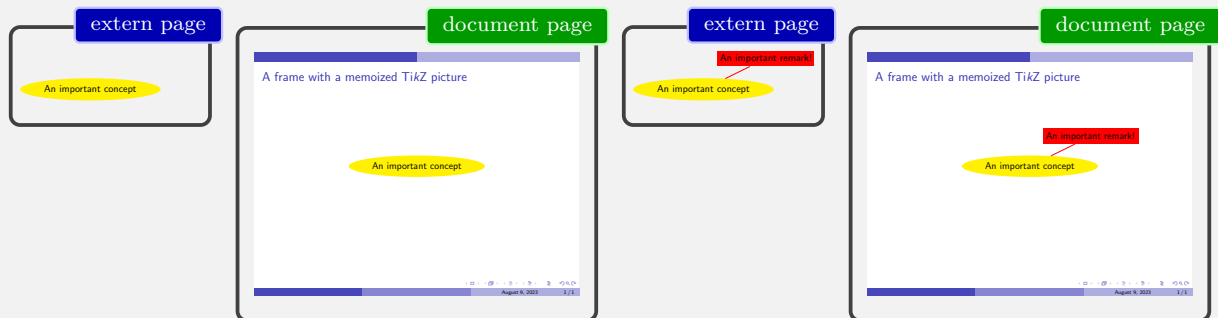 extern page
An important concept
document page
A frame with a memoized TikZ picture
An important concept
August 9, 2023 1 / 1
extern page
An important remark!
An important concept
document page
A frame with a memoized TikZ picture
An important remark!
An important concept
August 9, 2023 1 / 1